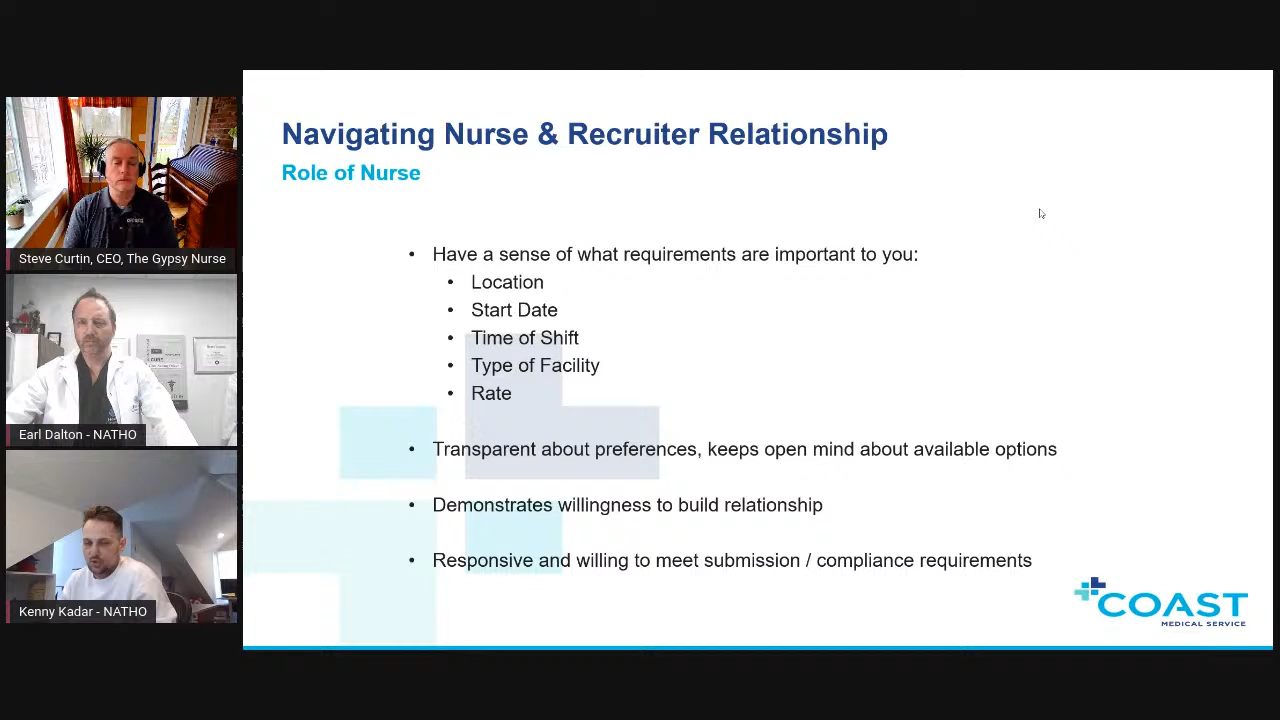 Navigating Nurse & Recruiter Relationship
Role of Nurse
• Have a sense of what requirements are important to you:
• Location
• Start Date
• Time of Shift
• Type of Facility
• Rate
• Transparent about preferences, keeps open mind about available options
• Demonstrates willingness to build relationship
• Responsive and willing to meet submission / compliance requirements
COAST
MEDICAL SERVICE
Steve Curtin, CEO, The Gypsy Nurse
Earl Dalton - NATHO
Kenny Kadar - NATHO